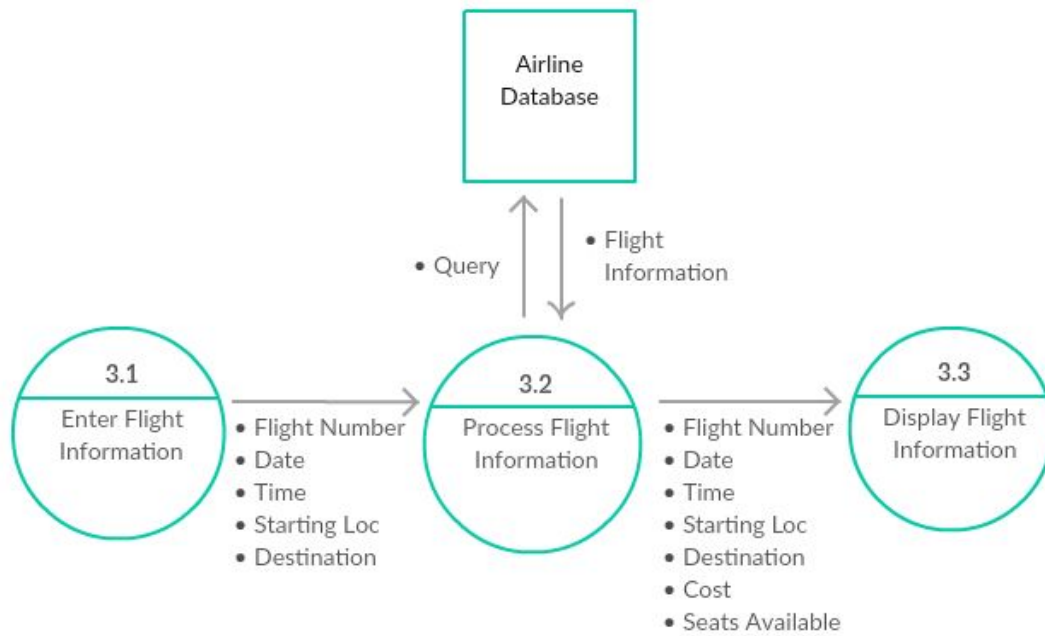 Airline
Database
• Query
• Flight
Information
3.1
Enter Flight
Information
• Flight Number
• Date
• Time
• Starting Loc
• Destination
3.2
Process Flight
Information
• Flight Number
• Date
• Time
• Starting Loc
• Destination
• Cost
• Seats Available
3.3
Display Flight
Information